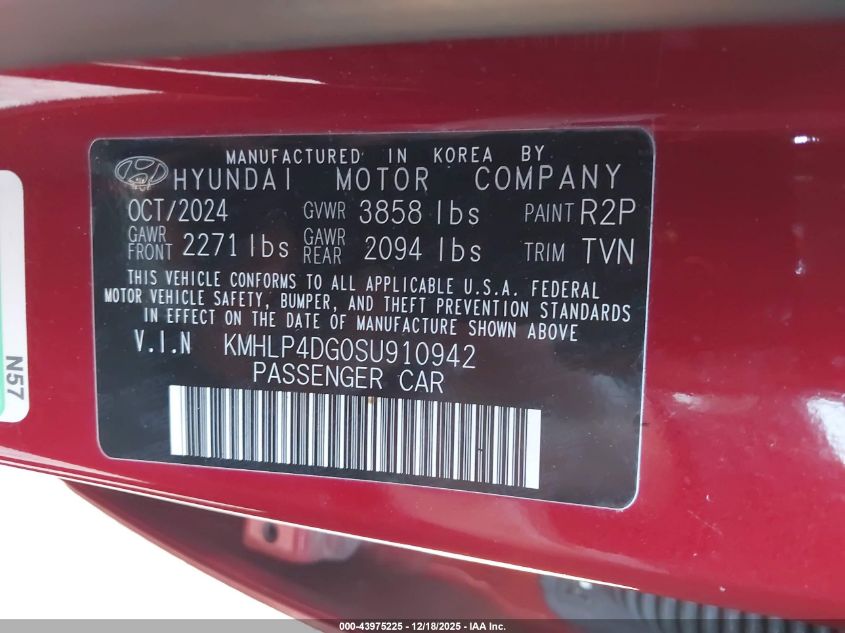 MANUFACTURED IN KOREA BY
HYUNDAI MOTOR COMPANY
OCT/2024 GVWR 3858 lbs PAINT R2P
GAWR FRONT 2271 lbs GAWR REAR 2094 lbs TRIM TVN
THIS VEHICLE CONFORMS TO ALL APPLICABLE U.S.A. FEDERAL
MOTOR VEHICLE SAFETY, BUMPER, AND THEFT PREVENTION STANDARDS
IN EFFECT ON THE DATE OF MANUFACTURE SHOWN ABOVE
V.I.N KMHLP4DG0SU910942
PASSENGER CAR
N57
000-43975225 - 12/18/2025 - IAA Inc.